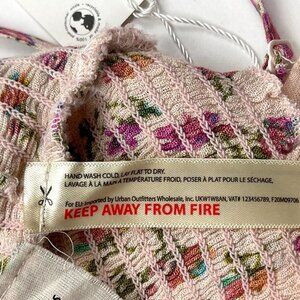 HAND WASH COLD. LAY FLAT TO DRY.
LAVAGE À LA MAIN À TEMPÉRATURE FROID, POSER À PLAT POUR LE SÉCHAGE.
For EU: Imported by Urban Outfitters Wholesale, Inc. UKW1W8AN, VAT# 123456789, F20M09706
KEEP AWAY FROM FIRE